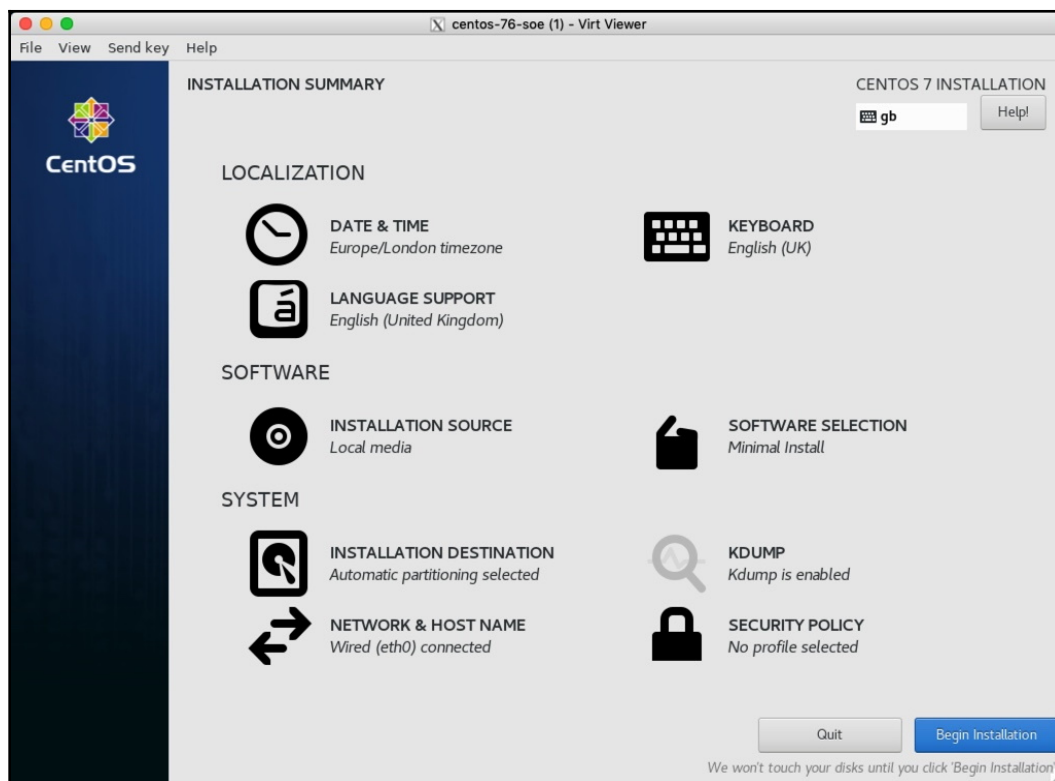 centos-76-soe (1) - Virt Viewer
File View Send key Help
INSTALLATION SUMMARY
CENTOS 7 INSTALLATION
gb
Help!
CentOS
LOCALIZATION
DATE & TIME
Europe/London timezone
KEYBOARD
English (UK)
á
LANGUAGE SUPPORT
English (United Kingdom)
SOFTWARE
INSTALLATION SOURCE
Local media
SOFTWARE SELECTION
Minimal Install
SYSTEM
INSTALLATION DESTINATION
Automatic partitioning selected
KDUMP
Kdump is enabled
NETWORK & HOST NAME
Wired (eth0) connected
SECURITY POLICY
No profile selected
Quit
Begin Installation
We won't touch your disks until you click 'Begin Installation'